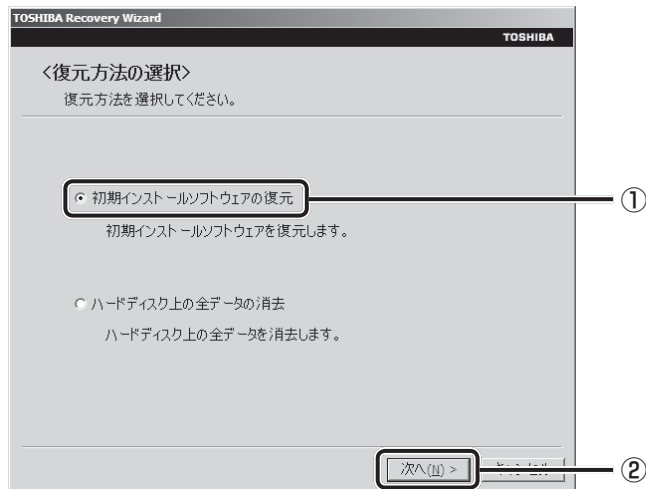 TOSHIBA Recovery Wizard
TOSHIBA
<復元方法の選択>
復元方法を選択してください。
初期インストールソフトウェアの復元
①
初期インストールソフトウェアを復元します。
ハードディスク上の全データの消去
ハードディスク上の全データを消去します。
次へ(N) >
②